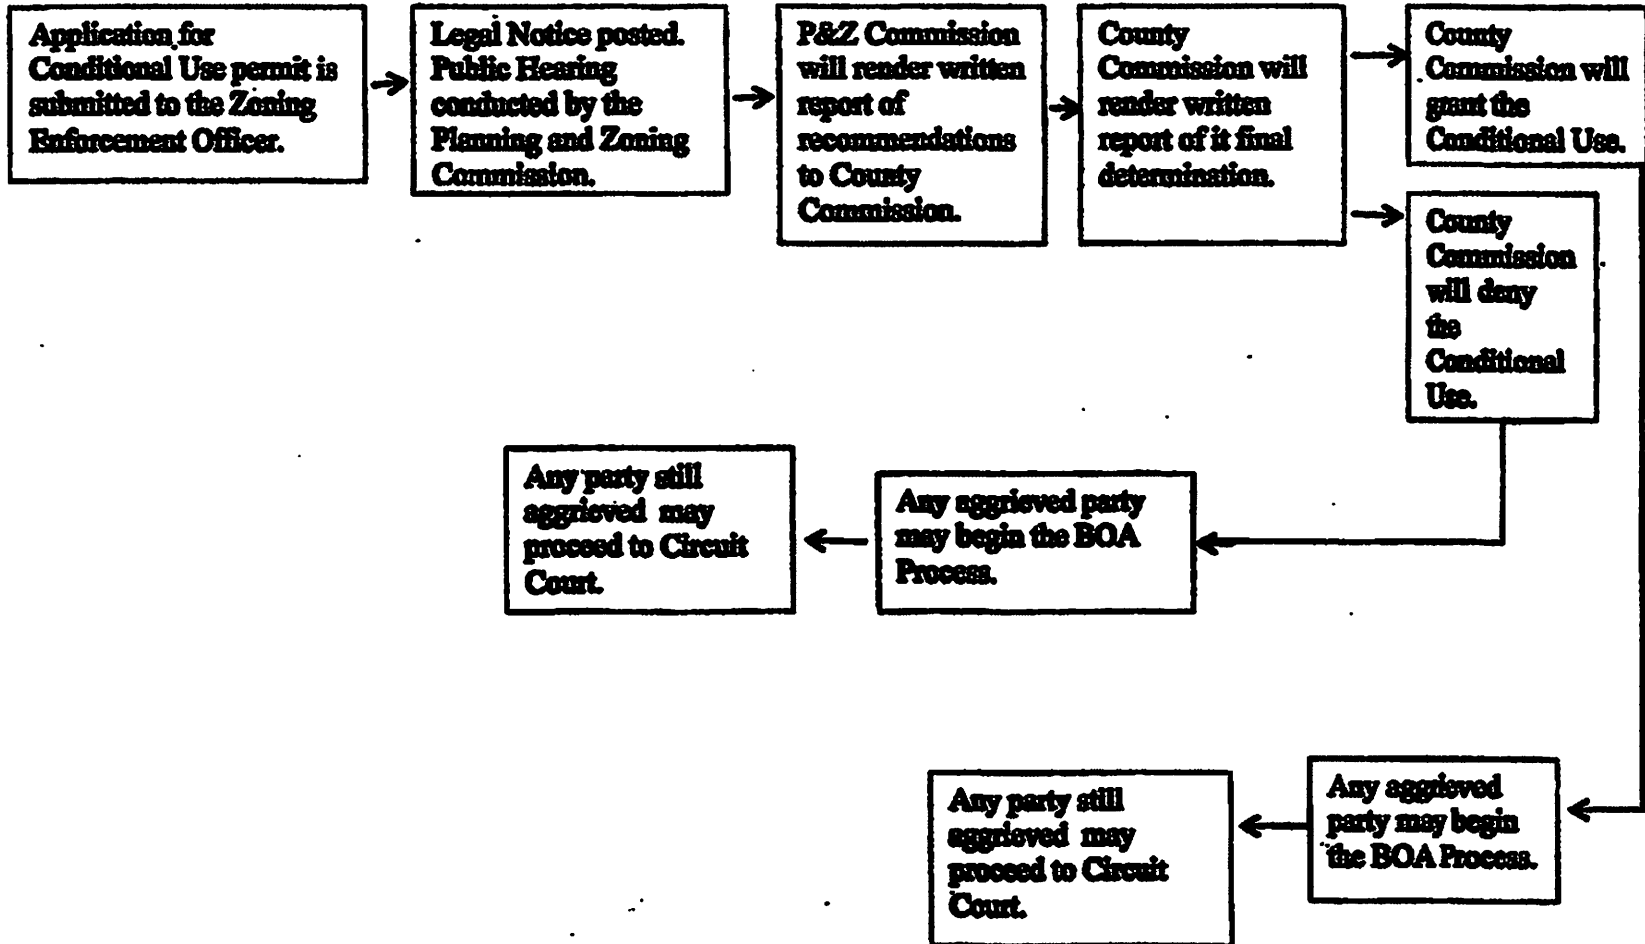 Application for
Conditional Use permit is
submitted to the Zoning
Enforcement Officer.
Legal Notice posted.
Public Hearing
conducted by the
Planning and Zoning
Commission.
P&Z Commission
will render written
report of
recommendations
to County
Commission.
County
Commission will
render written
report of it final
determination.
County
Commission will
grant the
Conditional Use.
County
Commission
will deny
the
Conditional
Use.
Any party still
aggrieved may
proceed to Circuit
Court.
Any aggrieved party
may begin the BOA
Process.
Any party still
aggrieved may
proceed to Circuit
Court.
Any aggrieved
party may begin
the BOA Process.